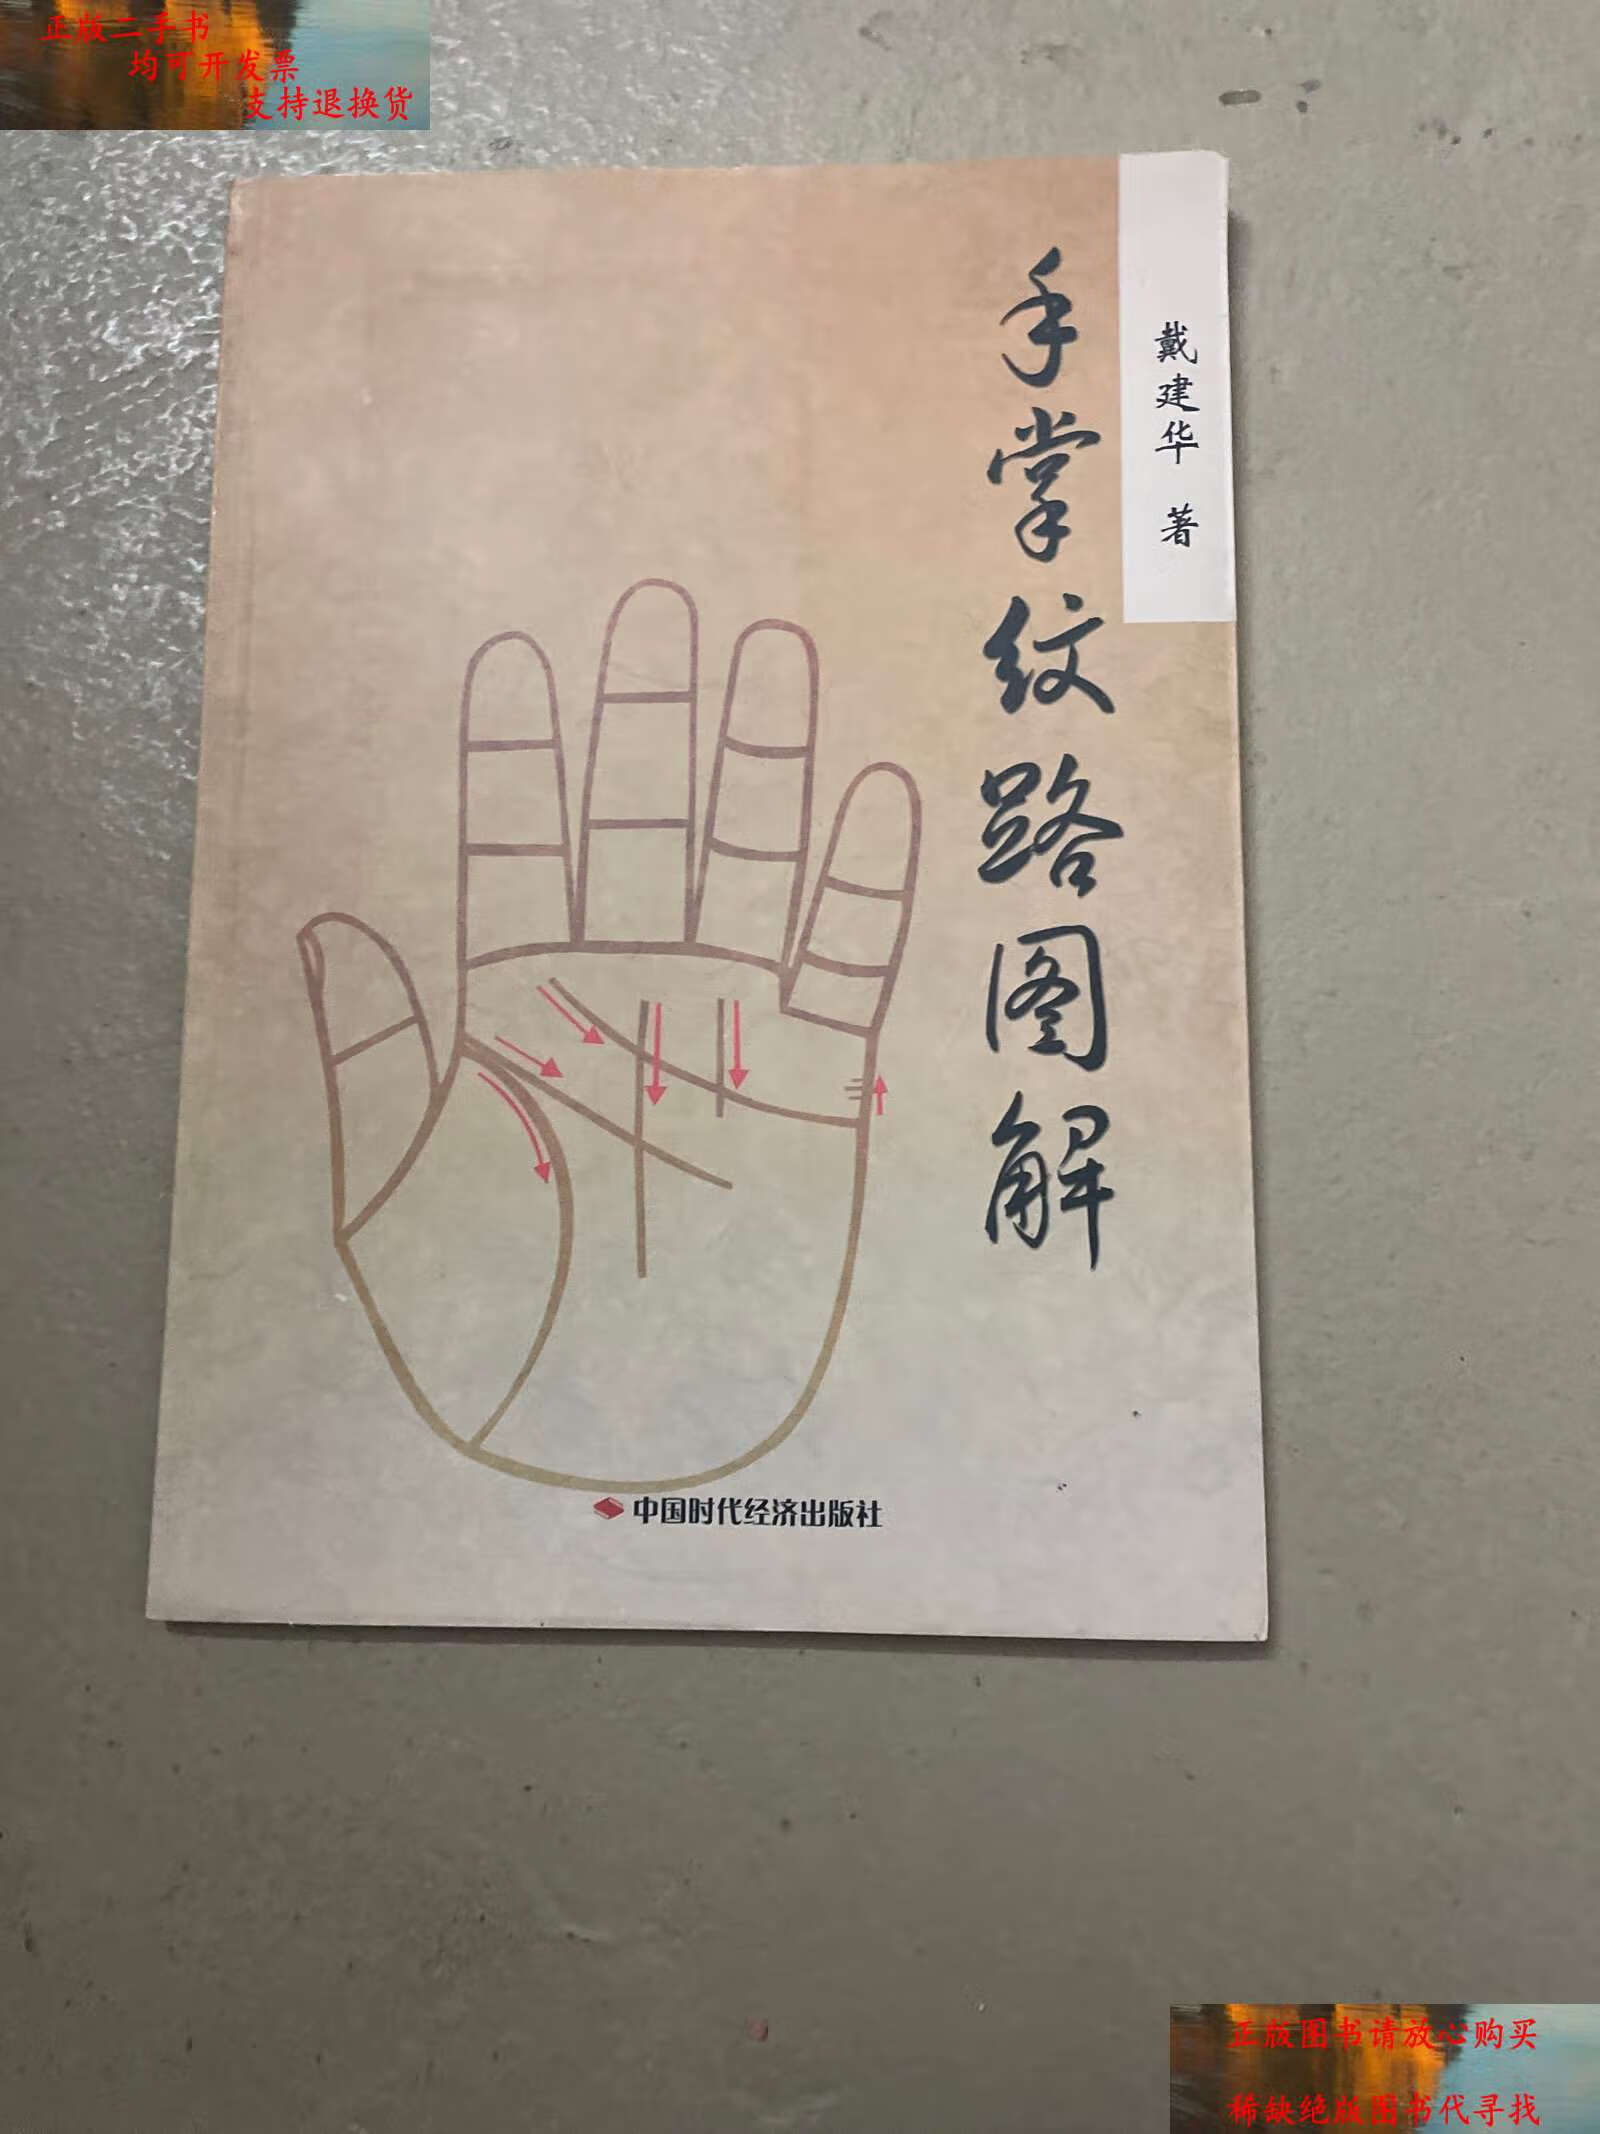 正版二手书
均可开发票
支持退换货
戴建华 著
手掌纹路图解
中国时代经济出版社
正版图书请放心购买
稀缺绝版图书代寻找